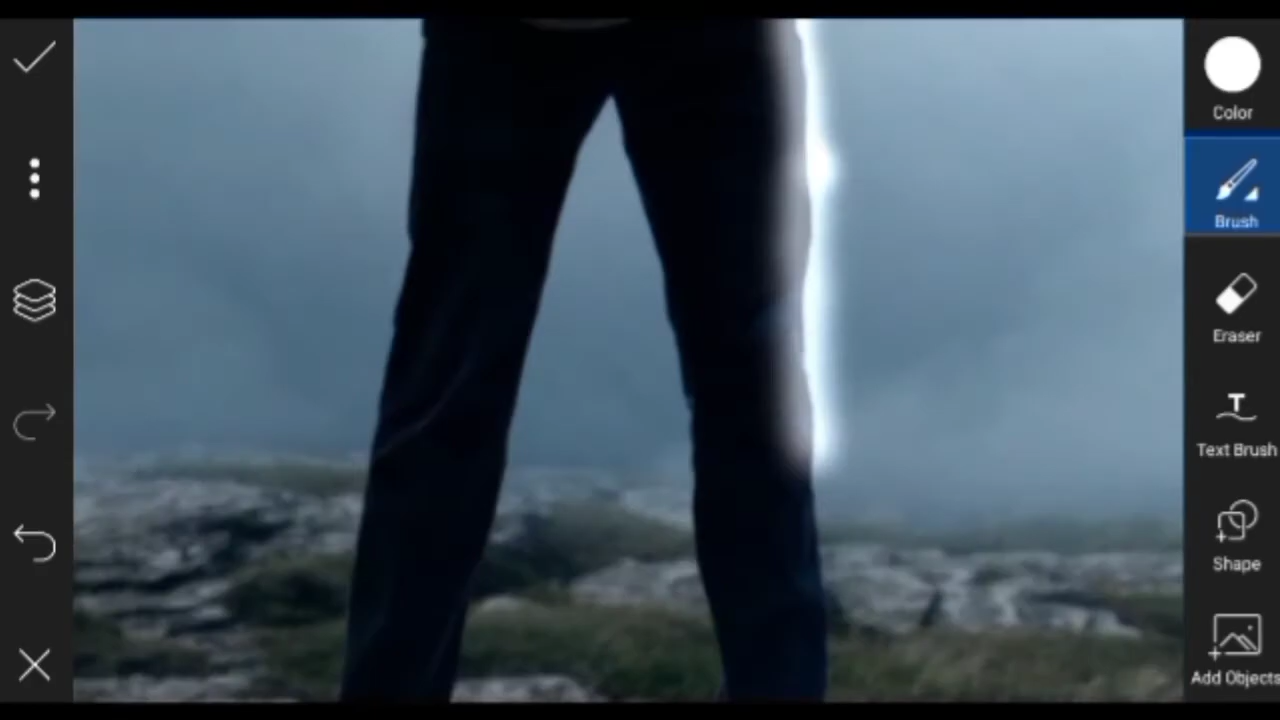 Color
Brush
Eraser
Text Brush
Shape
Add Objects